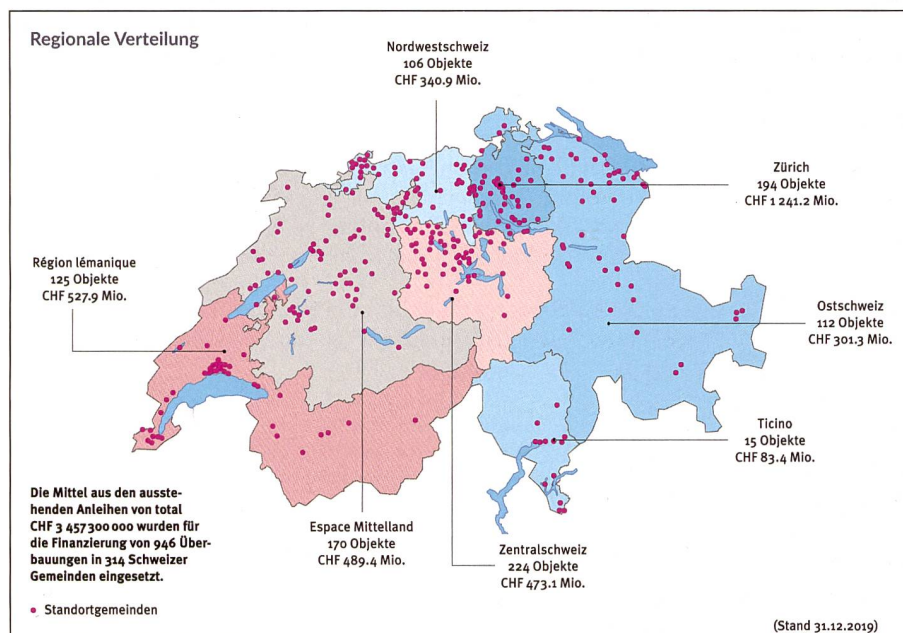 Regionale Verteilung
Nordwestschweiz
106 Objekte
CHF 340.9 Mio.
Zürich
194 Objekte
CHF 1 241.2 Mio.
Région lémanique
125 Objekte
CHF 527.9 Mio.
Ostschweiz
112 Objekte
CHF 301.3 Mio.
Ticino
15 Objekte
CHF 83.4 Mio.
Die Mittel aus den ausste-
henden Anleihen von total
CHF 3 457 300 000 wurden für
die Finanzierung von 946 Über-
bauungen in 314 Schweizer
Gemeinden eingesetzt.
Espace Mittelland
170 Objekte
CHF 489.4 Mio.
Zentralschweiz
224 Objekte
CHF 473.1 Mio.
Standortgemeinden
(Stand 31.12.2019)